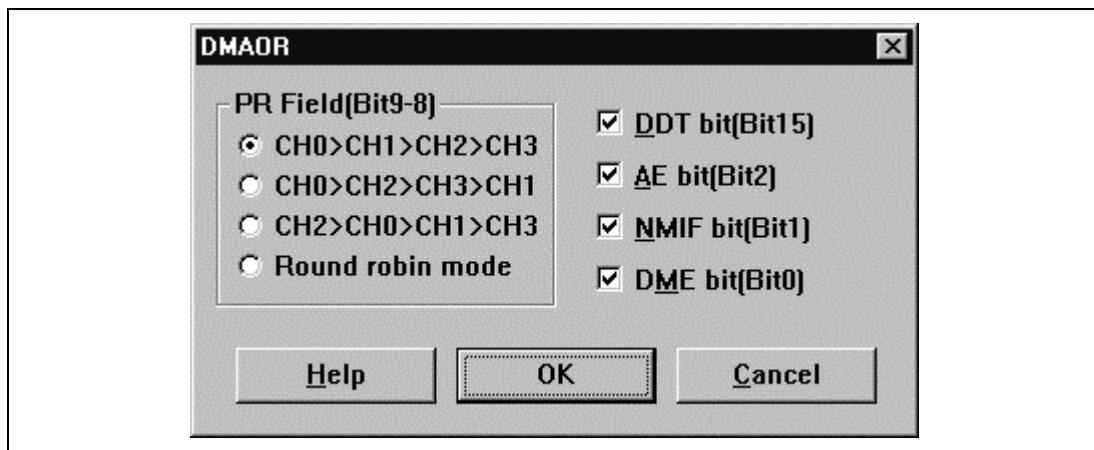 DMAOR
PR Field(Bit9-8)
CH0>CH1>CH2>CH3
CH0>CH2>CH3>CH1
CH2>CH0>CH1>CH3
Round robin mode
DDT bit(Bit15)
AE bit(Bit2)
NMIF bit(Bit1)
DME bit(Bit0)
Help
OK
Cancel